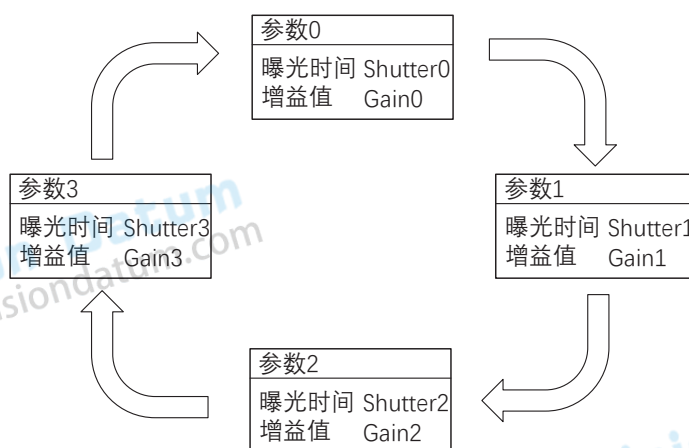 参数0
曝光时间 Shutter0
增益值 Gain0
参数3
曝光时间 Shutter3
增益值 Gain3
参数1
曝光时间 Shutter1
增益值 Gain1
参数2
曝光时间 Shutter2
增益值 Gain2